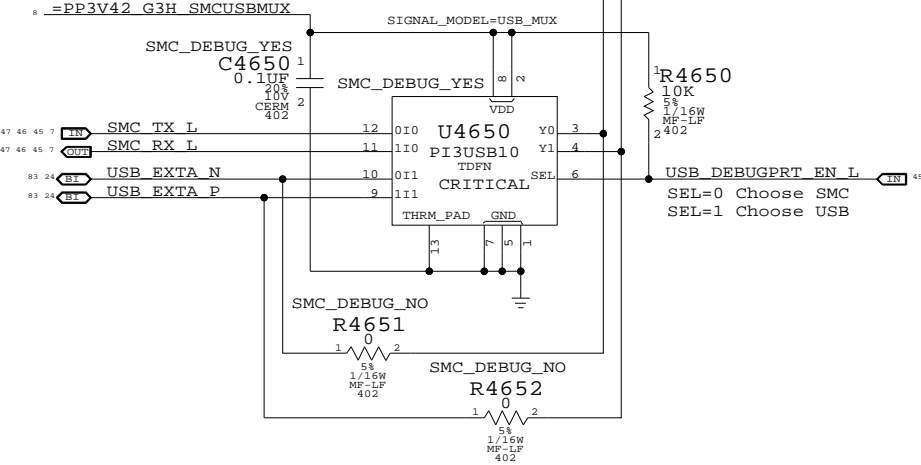 8 =PP3V42_G3H_SMCUSBMUX
SIGNAL_MODEL=USB_MUX
SMC_DEBUG_YES
C4650 1
0.1UF
20%
10V
CERM 2
402
SMC_DEBUG_YES
8 2
VDD
1 R4650
10K
5%
1/16W
MF-LF
2 402
47 46 45 7 IN SMC_TX_L 12 0I0
U4650
Y0 3
47 46 45 7 OUT SMC_RX_L 11 1I0
PI3USB10
Y1 4
TDFN
83 24 BI USB_EXTA_N 10 0I1
CRITICAL
SEL 6 USB_DEBUGPRT_EN_L IN
83 24 BI USB_EXTA_P 9 1I1
SEL=0 Choose SMC
SEL=1 Choose USB
THRM_PAD GND
13 7 5 1
SMC_DEBUG_NO
R4651
0
1 2
5%
1/16W
MF-LF
402
SMC_DEBUG_NO
R4652
0
1 2
5%
1/16W
MF-LF
402